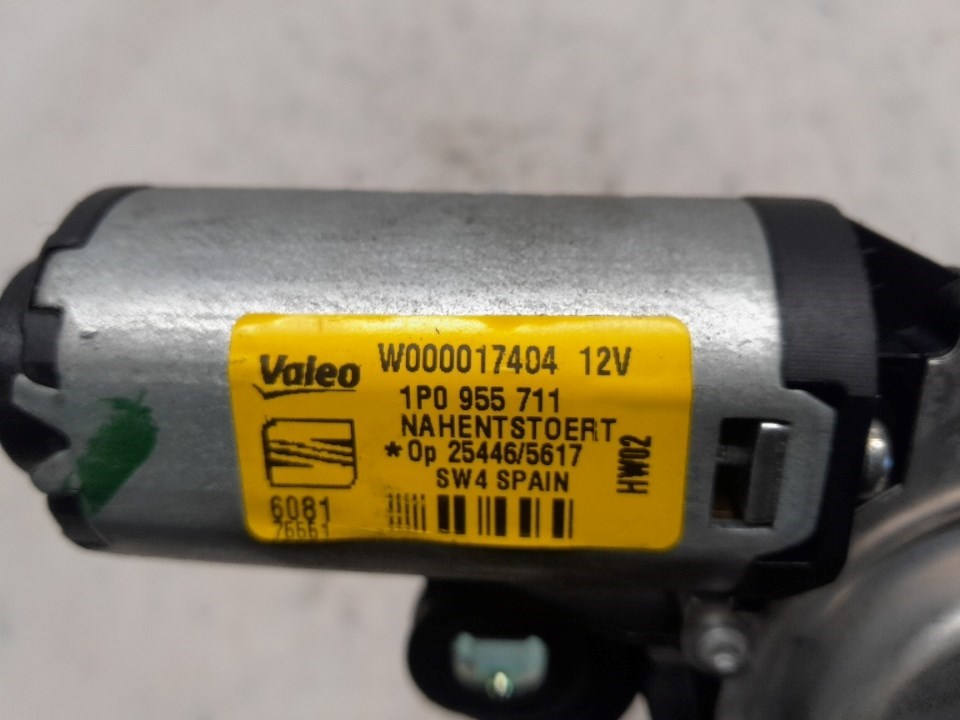 Valeo W000017404 12V
1P0 955 711
NAHENTSTOERT
*Op 25446/5617
SW4 SPAIN
HW02
6081